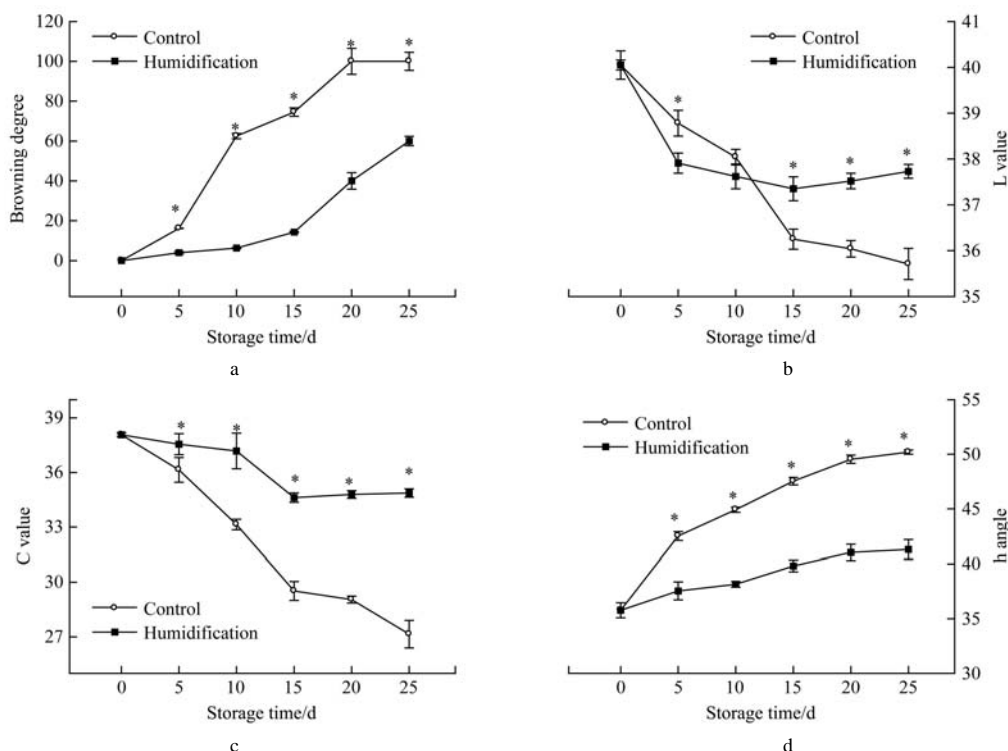 a
120
100
80
60
40
20
0
Browning degree
Control
Humidification
*
*
*
*
*
0 5 10 15 20 25
Storage time/d
a
b
41
40
39
38
37
36
35
L value
Control
Humidification
*
*
*
*
0 5 10 15 20 25
Storage time/d
b
39
36
33
30
27
C value
*
*
*
*
*
Control
Humidification
0 5 10 15 20 25
Storage time/d
c
55
50
45
40
35
30
h angle
Control
Humidification
*
*
*
*
*
0 5 10 15 20 25
Storage time/d
d